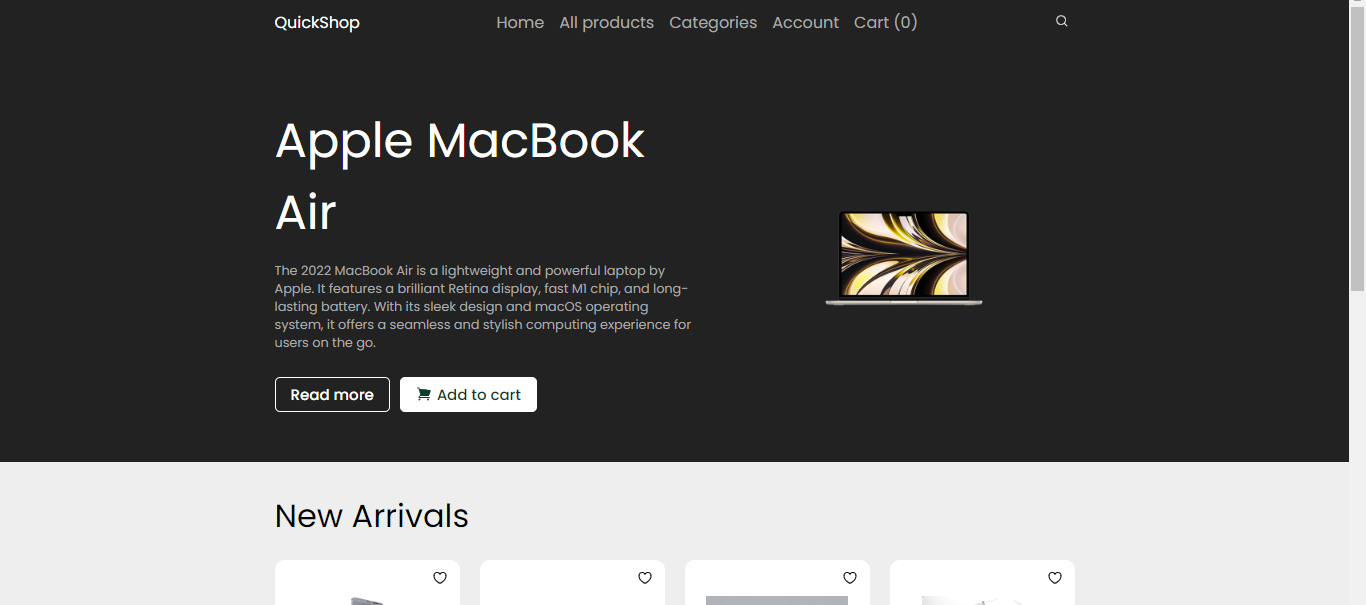 QuickShop Home All products Categories Account Cart (0)
Apple MacBook
Air
The 2022 MacBook Air is a lightweight and powerful laptop by
Apple. It features a brilliant Retina display, fast M1 chip, and long-
lasting battery. With its sleek design and macOS operating
system, it offers a seamless and stylish computing experience for
users on the go.
Read more Add to cart
New Arrivals